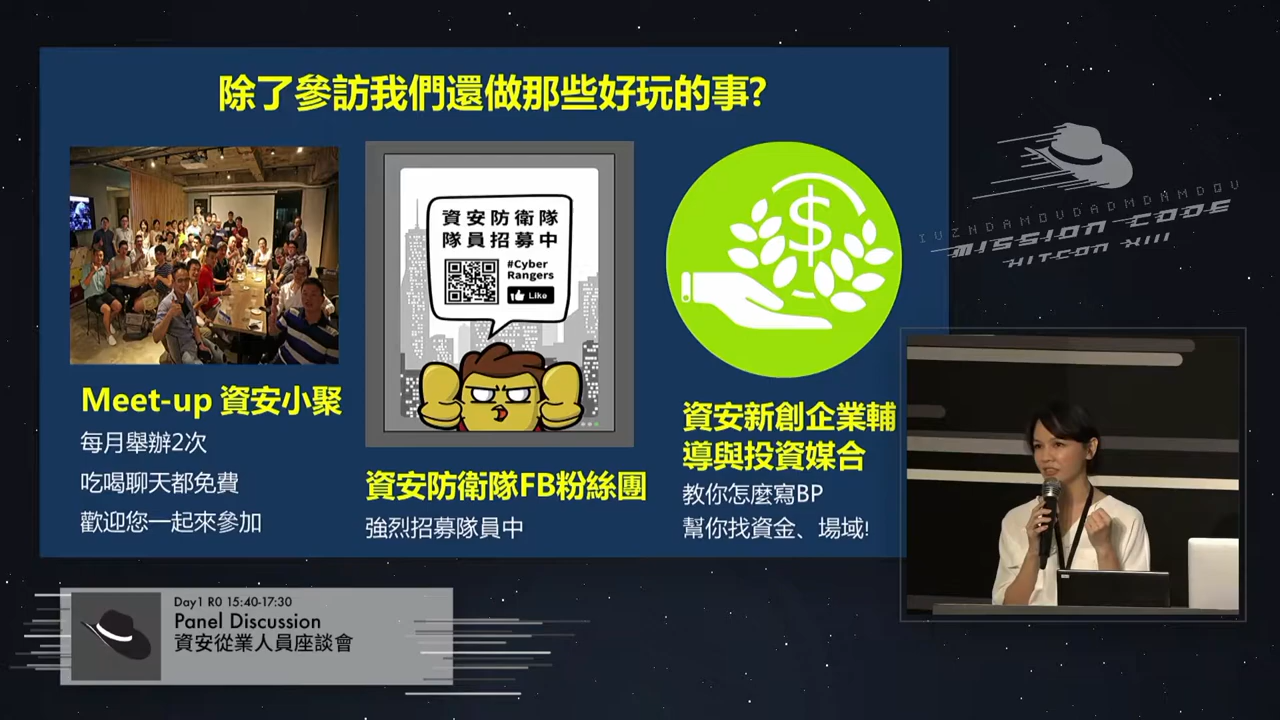 除了參訪我們還做那些好玩的事?
資安防衛隊
隊員招募中
#Cyber
Rangers
Like
Meet-up 資安小聚
每月舉辦2次
吃喝聊天都免費
歡迎您一起來參加
資安防衛隊FB粉絲團
強烈招募隊員中
$
資安新創企業輔
導與投資媒合
教你怎麼寫BP
幫你找資金、場域!
MISSION CODE
HITCON XIII
Day1 R0 15:40-17:30
Panel Discussion
資安從業人員座談會